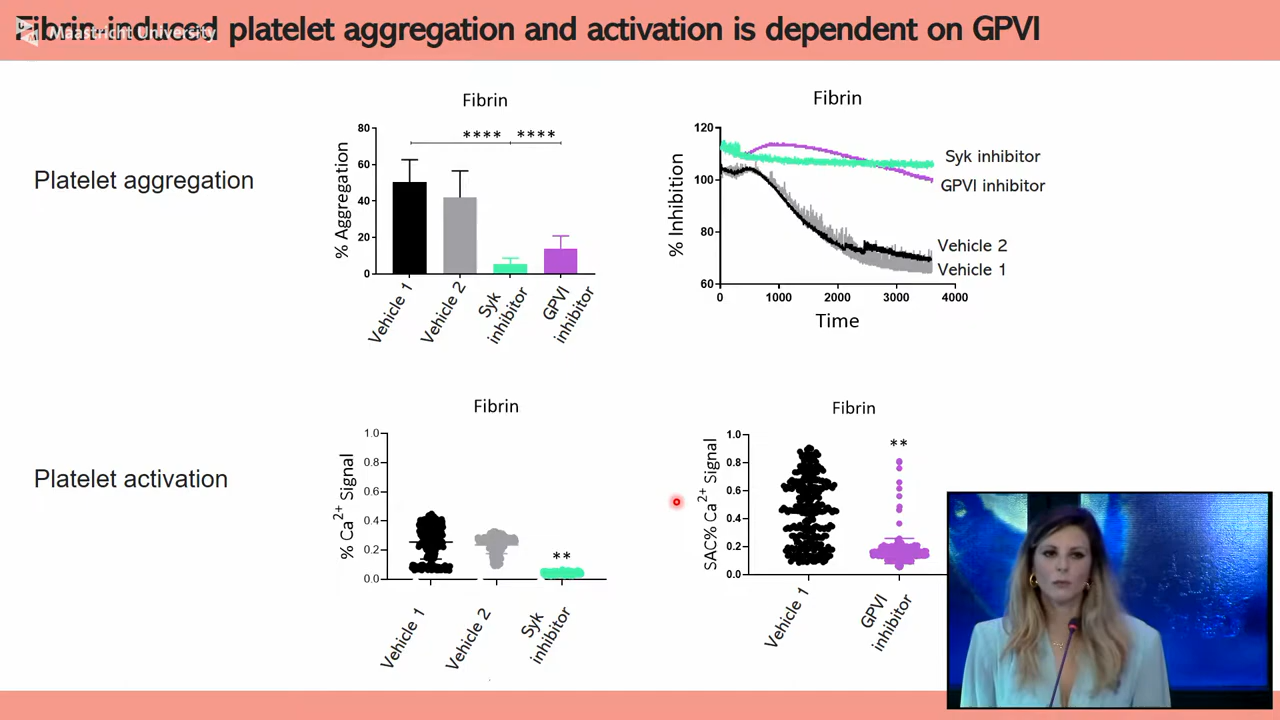 Fibrin-induced platelet aggregation and activation is dependent on GPVI
Maastricht University
Platelet aggregation
Fibrin
% Aggregation
80
60
40
20
0
**** ****
Vehicle 1
Vehicle 2
Syk inhibitor
GPVI inhibitor
Fibrin
% Inhibition
120
100
80
60
Syk inhibitor
GPVI inhibitor
Vehicle 2
Vehicle 1
0 1000 2000 3000 4000
Time
Platelet activation
Fibrin
% Ca2+ Signal
1.0
0.8
0.6
0.4
0.2
0.0
**
Vehicle 1
Vehicle 2
Syk inhibitor
Fibrin
SAC% Ca2+ Signal
1.0
0.8
0.6
0.4
0.2
0.0
**
Vehicle 1
GPVI inhibitor